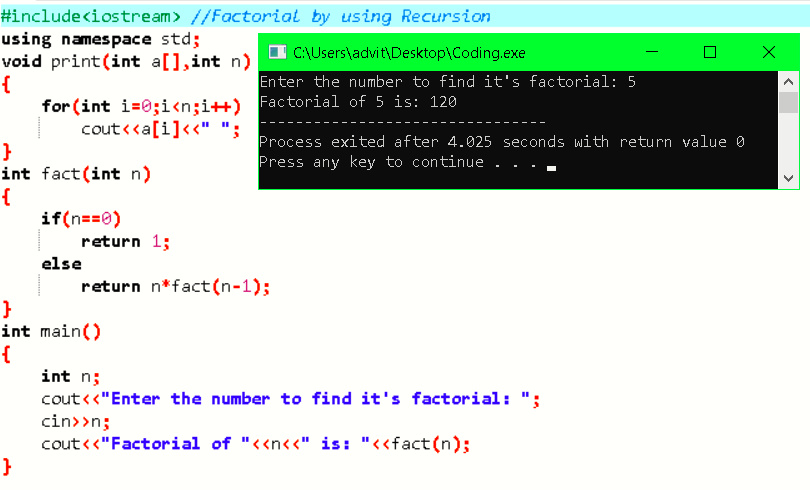 #include<iostream> //Factorial by using Recursion
using namespace std;
void print(int a[],int n)
{
    for(int i=0;i<n;i++)
        cout<<a[i]<<" ";
}
int fact(int n)
{
    if(n==0)
        return 1;
    else
        return n*fact(n-1);
}
int main()
{
    int n;
    cout<<"Enter the number to find it's factorial: ";
    cin>>n;
    cout<<"Factorial of "<<n<<" is: "<<fact(n);
}
C:\Users\advit\Desktop\Coding.exe
Enter the number to find it's factorial: 5
Factorial of 5 is: 120
--------------------------------
Process exited after 4.025 seconds with return value 0
Press any key to continue . . .